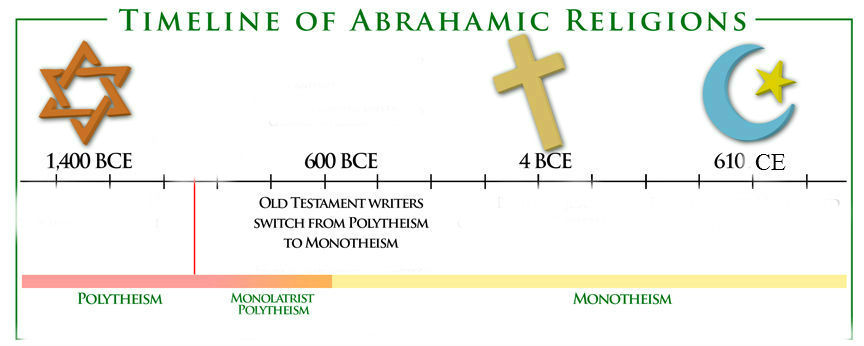 TIMELINE OF ABRAHAMIC RELIGIONS
1,400 BCE
600 BCE
4 BCE
610 CE
OLD TESTAMENT WRITERS
SWITCH FROM POLYTHEISM
TO MONOTHEISM
POLYTHEISM
MONOLATRIST
POLYTHEISM
MONOTHEISM